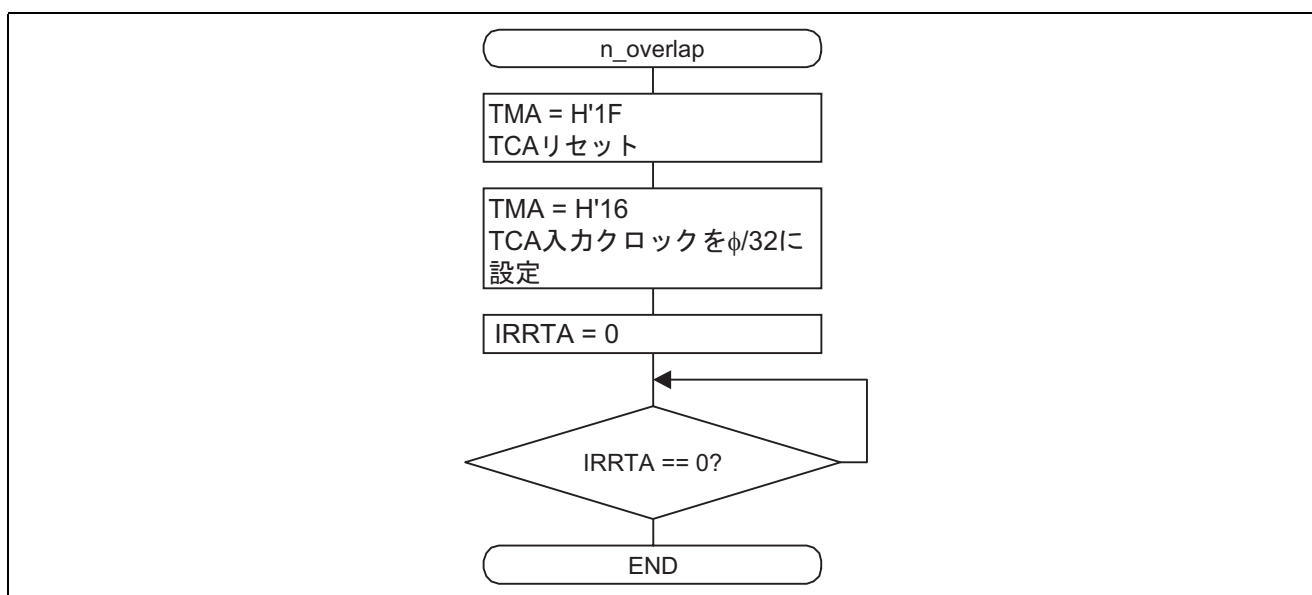 n_overlap
TMA = H'1F
TCAリセット
TMA = H'16
TCA入力クロックをφ/32に
設定
IRRTA = 0
IRRTA == 0?
END